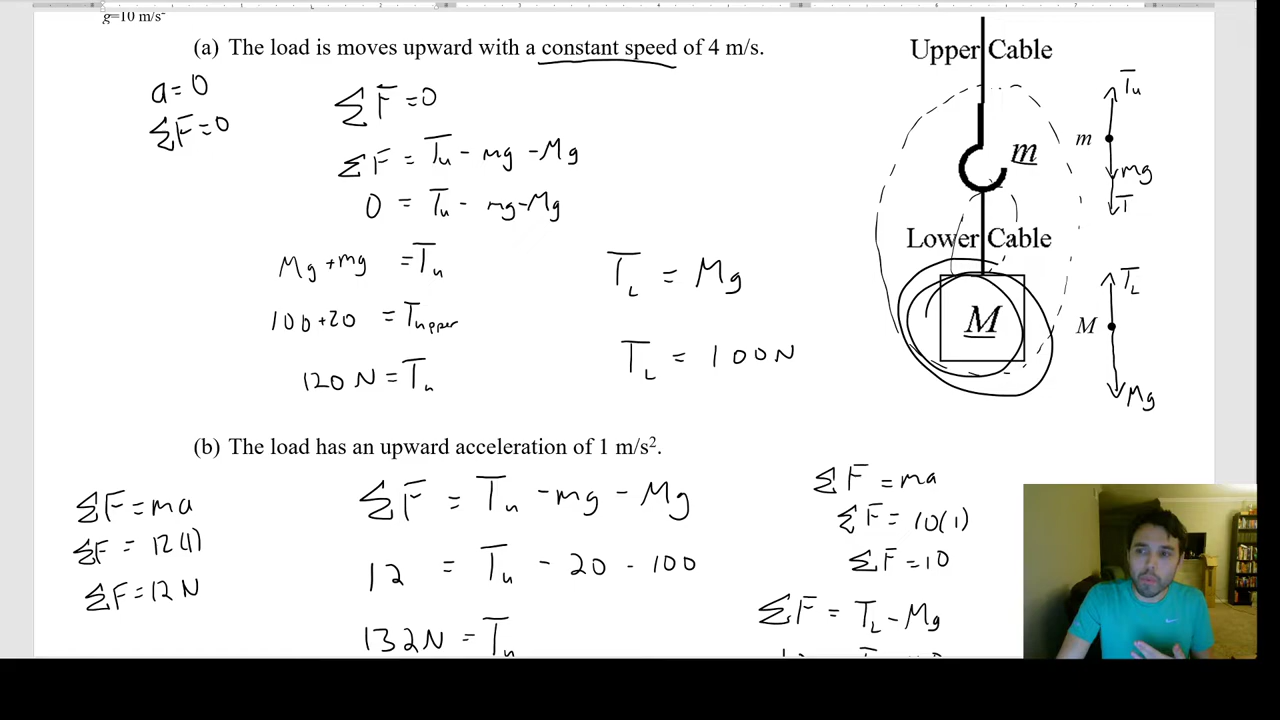 g=10 m/s²
(a) The load is moves upward with a constant speed of 4 m/s.
a=0
ΣF=0
ΣF=0
ΣF = Tu - mg - Mg
0 = Tu - mg-Mg
Mg +mg =Tu
100+20 = Tupper
120 N=Tu
TL = Mg
TL = 100N
Upper Cable
m
Lower Cable
M
Tu
m
mg
T
TL
M
Mg
(b) The load has an upward acceleration of 1 m/s².
ΣF=ma
ΣF = 12(1)
ΣF=12N
ΣF = Tu -mg - Mg
12 = Tu - 20 - 100
132N =Tu
ΣF =ma
ΣF = 10(1)
ΣF =10
ΣF = TL - Mg